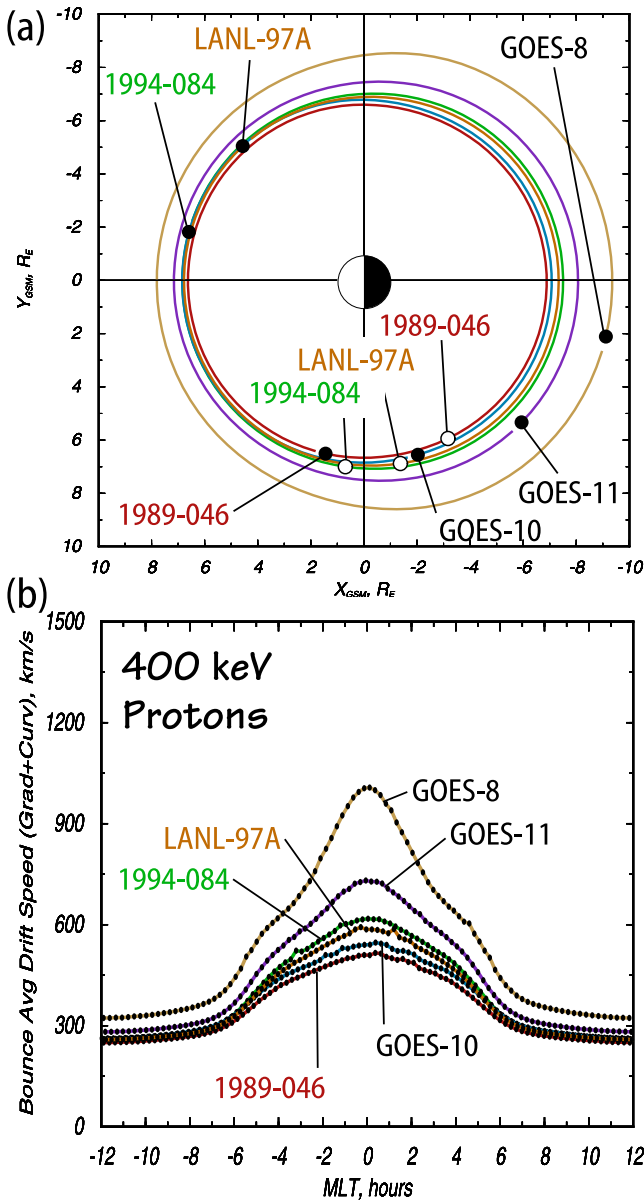 (a)
LANL-97A
GOES-8
1994-084
-10
-8
-6
-4
-2
0
2
4
6
8
10
Y GSM, R E
1989-046
LANL-97A
1994-084
1989-046
GOES-10
GOES-11
10 8 6 4 2 0 -2 -4 -6 -8 -10
X GSM, R E
(b)
1500
1200
900
600
300
0
Bounce Avg Drift Speed (Grad+Curv), km/s
400 keV
Protons
GOES-8
LANL-97A
GOES-11
1994-084
GOES-10
1989-046
-12 -10 -8 -6 -4 -2 0 2 4 6 8 10 12
MLT, hours